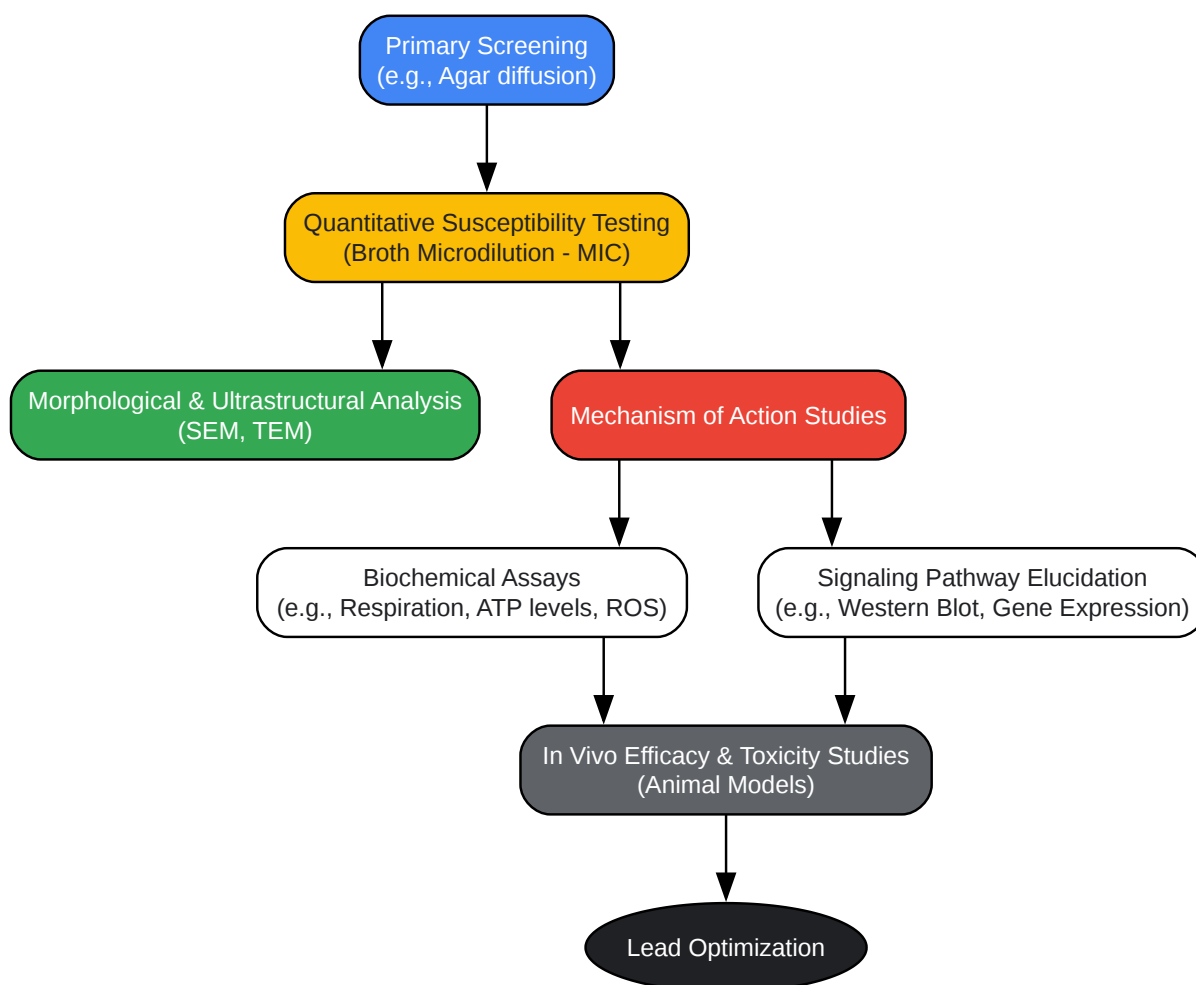 Primary Screening
(e.g., Agar diffusion)
Quantitative Susceptibility Testing
(Broth Microdilution - MIC)
Morphological & Ultrastructural Analysis
(SEM, TEM)
Mechanism of Action Studies
Biochemical Assays
(e.g., Respiration, ATP levels, ROS)
Signaling Pathway Elucidation
(e.g., Western Blot, Gene Expression)
In Vivo Efficacy & Toxicity Studies
(Animal Models)
Lead Optimization